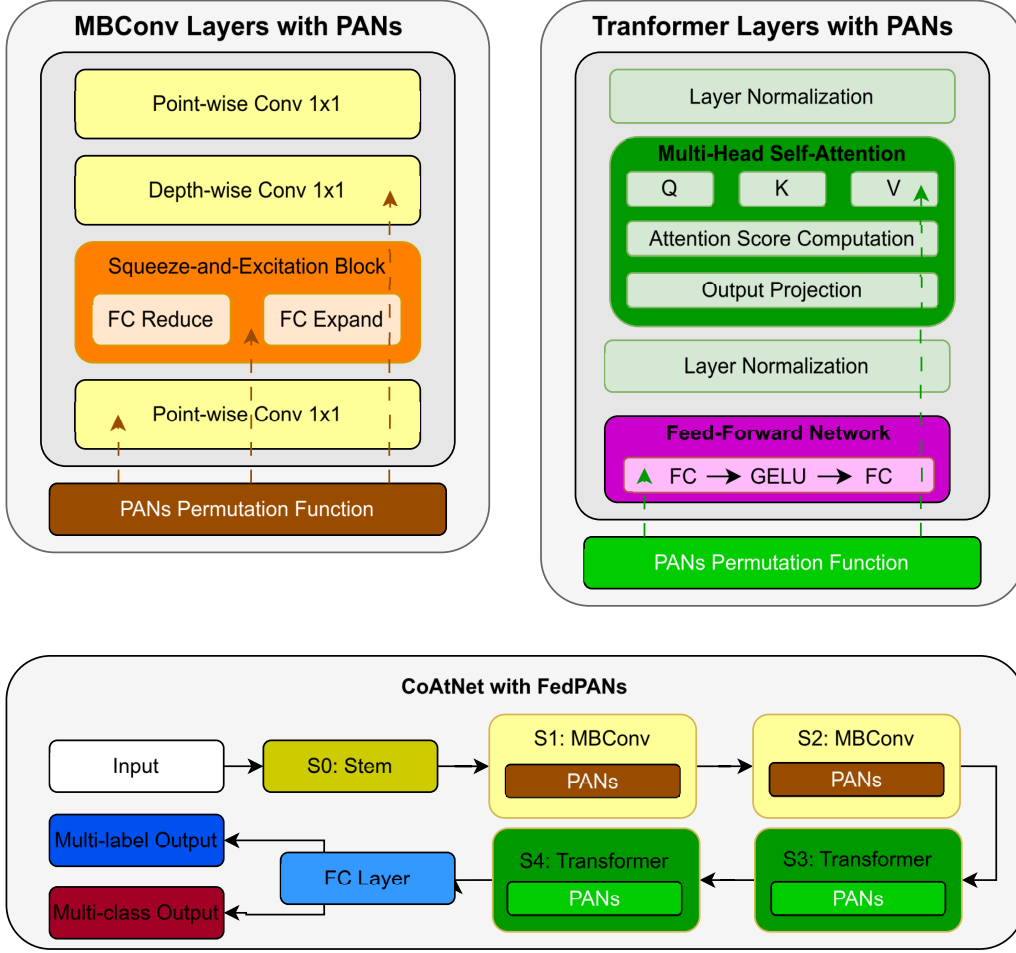 MBConv Layers with PANs
Point-wise Conv 1x1
Depth-wise Conv 1x1
Squeeze-and-Excitation Block
FC Reduce
FC Expand
Point-wise Conv 1x1
PANs Permutation Function
Tranformer Layers with PANs
Layer Normalization
Multi-Head Self-Attention
Q
K
V
Attention Score Computation
Output Projection
Layer Normalization
Feed-Forward Network
FC
GELU
FC
PANs Permutation Function
CoAtNet with FedPANs
Input
S0: Stem
S1: MBConv
PANs
S2: MBConv
PANs
S3: Transformer
PANs
S4: Transformer
PANs
FC Layer
Multi-label Output
Multi-class Output